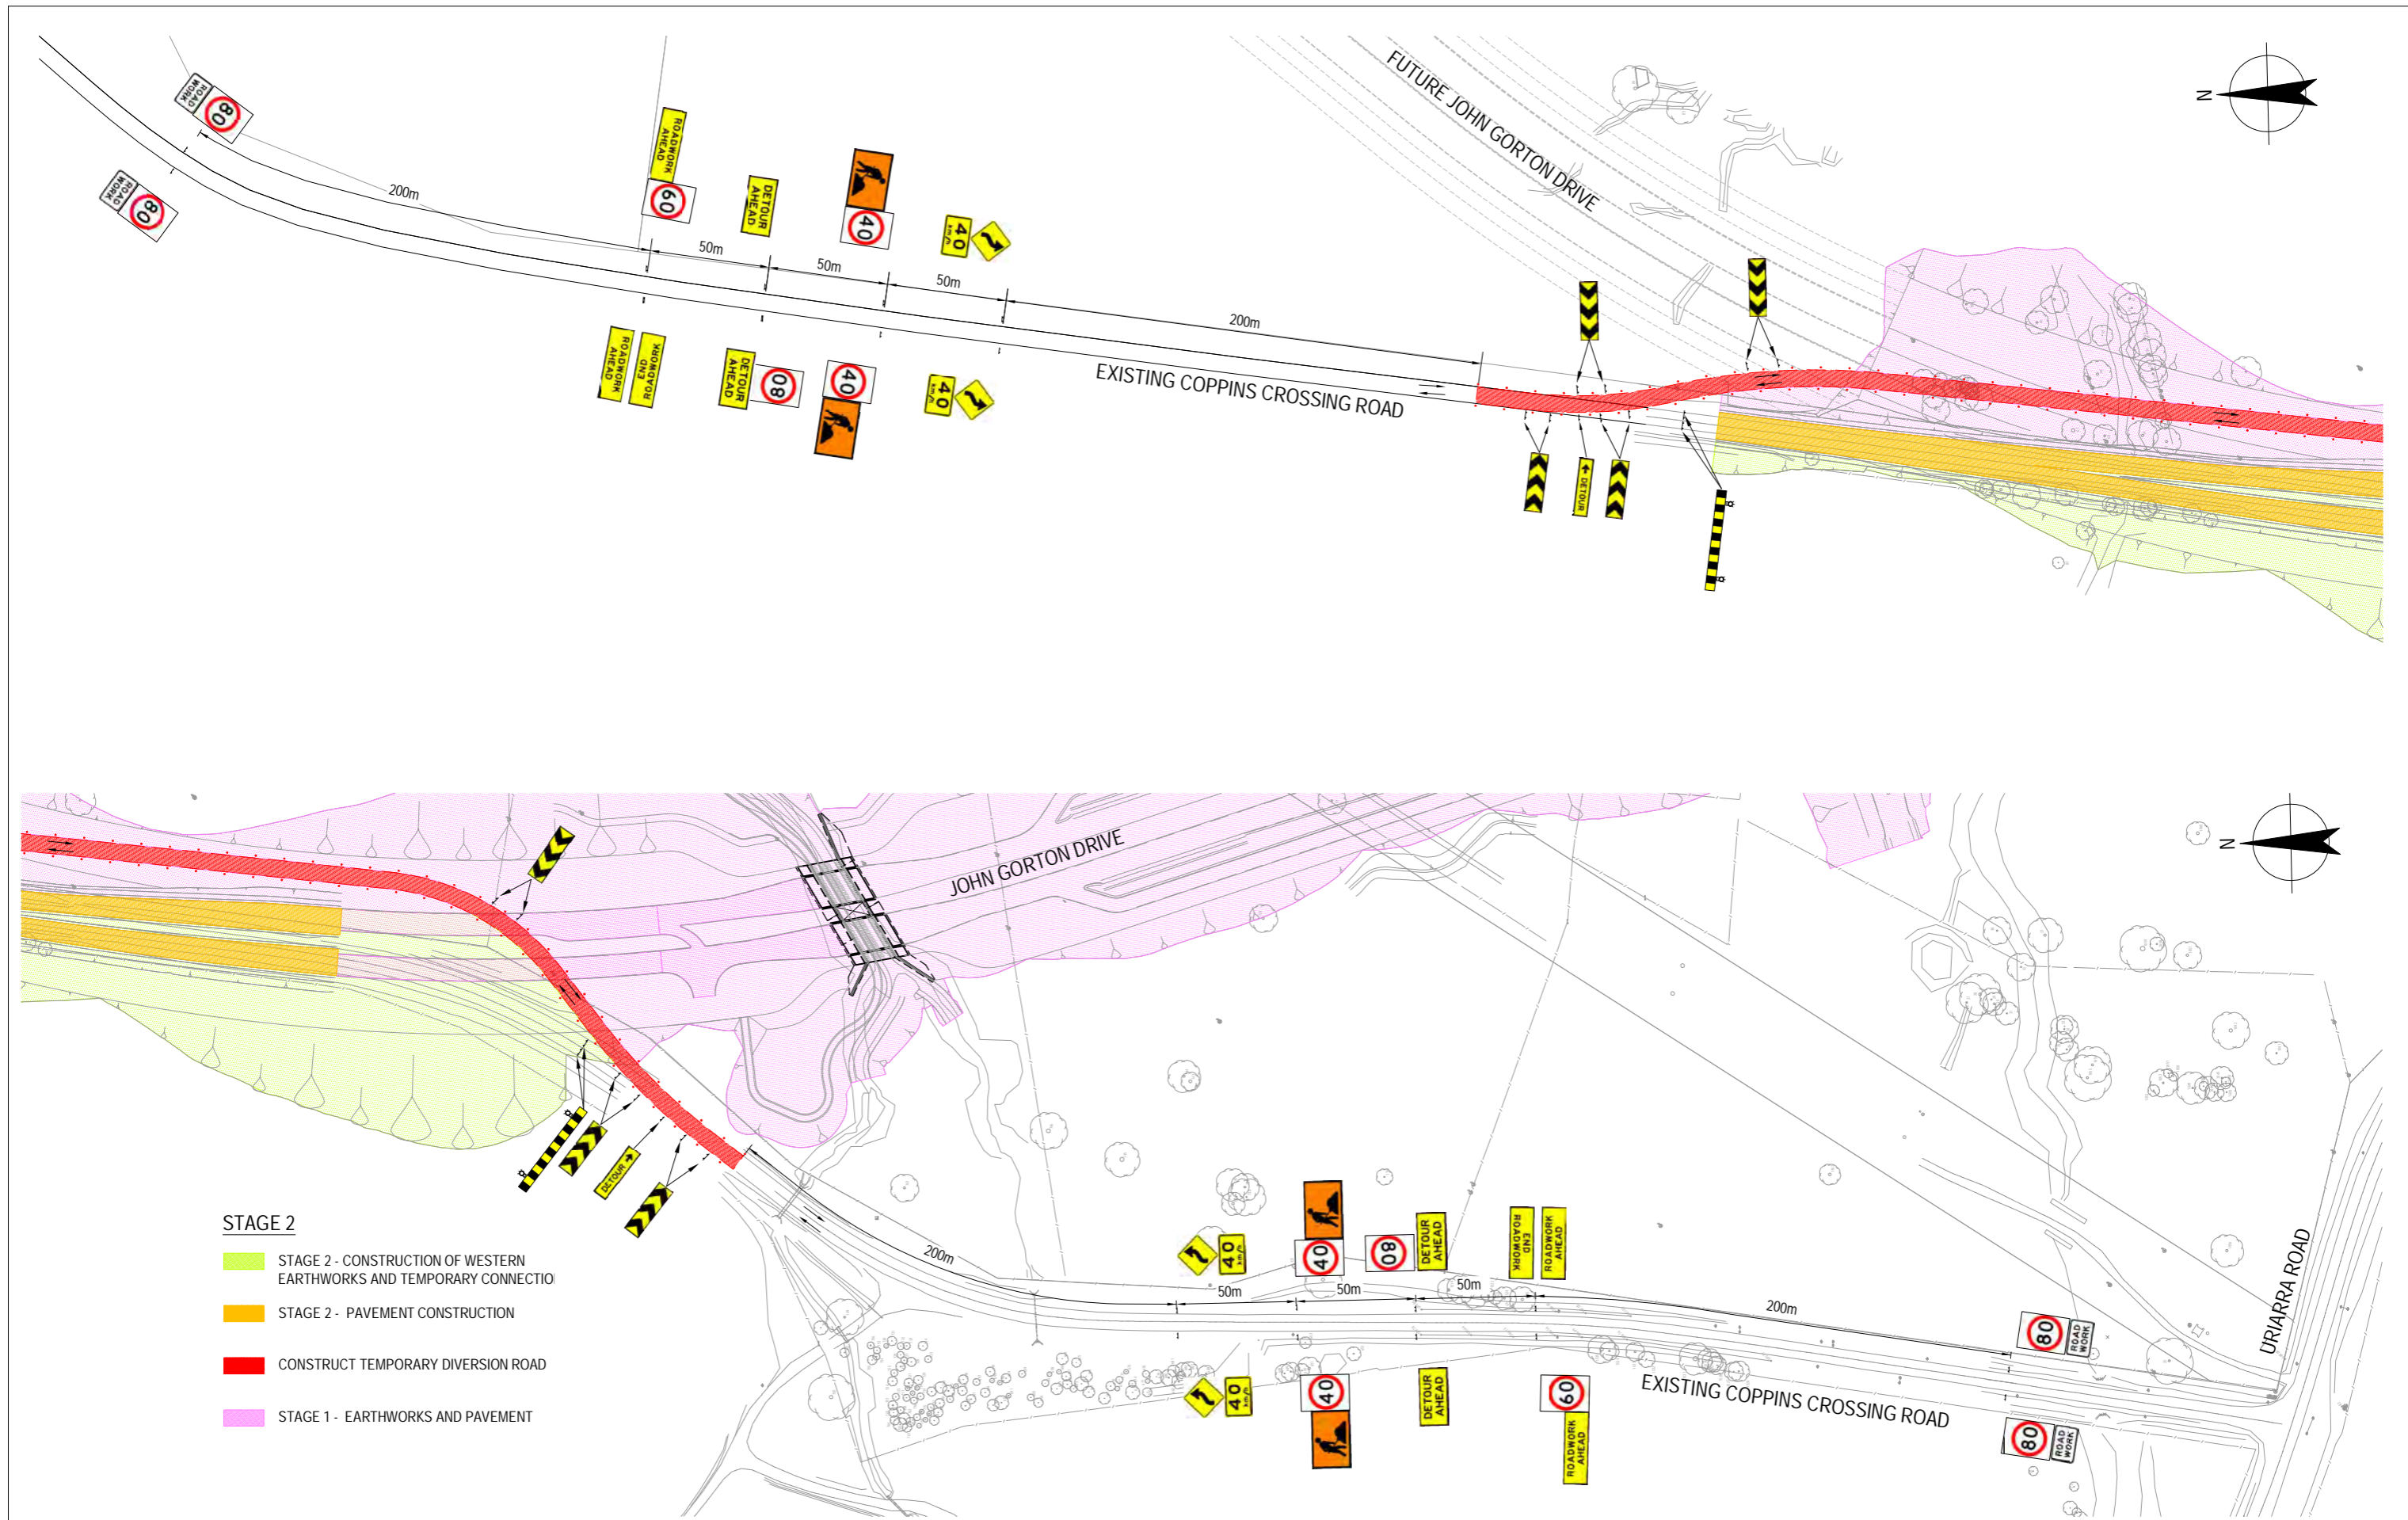 ROAD
WORK
80
ROAD
WORK
80
200m
ROADWORK
AHEAD
60
50m
DETOUR
AHEAD
50m
40
50m
40
km/h
200m
ROADWORK
AHEAD
ROADWORK
END
DETOUR
AHEAD
80
40
40
km/h
EXISTING COPPINS CROSSING ROAD
FUTURE JOHN GORTON DRIVE
DETOUR
N
JOHN GORTON DRIVE
N
DETOUR
200m
40
km/h
50m
40
50m
80
DETOUR
AHEAD
50m
ROADWORK
END
ROADWORK
AHEAD
200m
80
ROAD
WORK
URIARRA ROAD
40
km/h
40
DETOUR
AHEAD
60
ROADWORK
AHEAD
EXISTING COPPINS CROSSING ROAD
80
ROAD
WORK
STAGE 2
STAGE 2 - CONSTRUCTION OF WESTERN
EARTHWORKS AND TEMPORARY CONNECTIO
STAGE 2 - PAVEMENT CONSTRUCTION
CONSTRUCT TEMPORARY DIVERSION ROAD
STAGE 1 - EARTHWORKS AND PAVEMENT